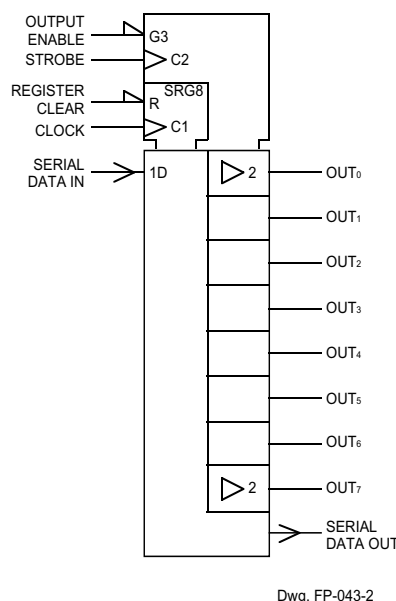 OUTPUT
ENABLE
G3
STROBE
C2
REGISTER
CLEAR
SRG8
R
CLOCK
C1
SERIAL
DATA IN
1D
2
OUT₀
OUT₁
OUT₂
OUT₃
OUT₄
OUT₅
OUT₆
2
OUT₇
SERIAL
DATA OUT
Dwg. FP-043-2